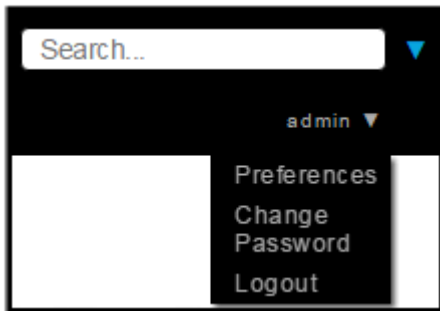 Search...
admin ▼
Preferences
Change
Password
Logout